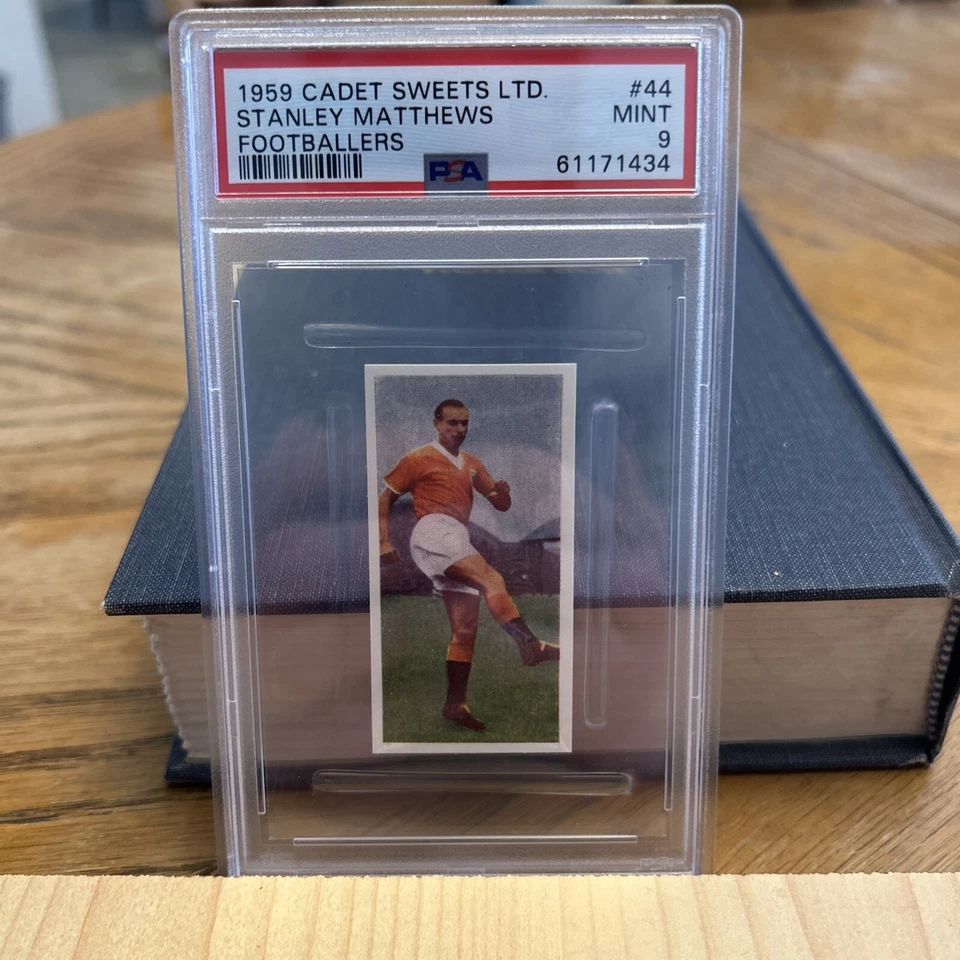 1959 CADET SWEETS LTD. #44
STANLEY MATTHEWS MINT
FOOTBALLERS 9
PSA 61171434